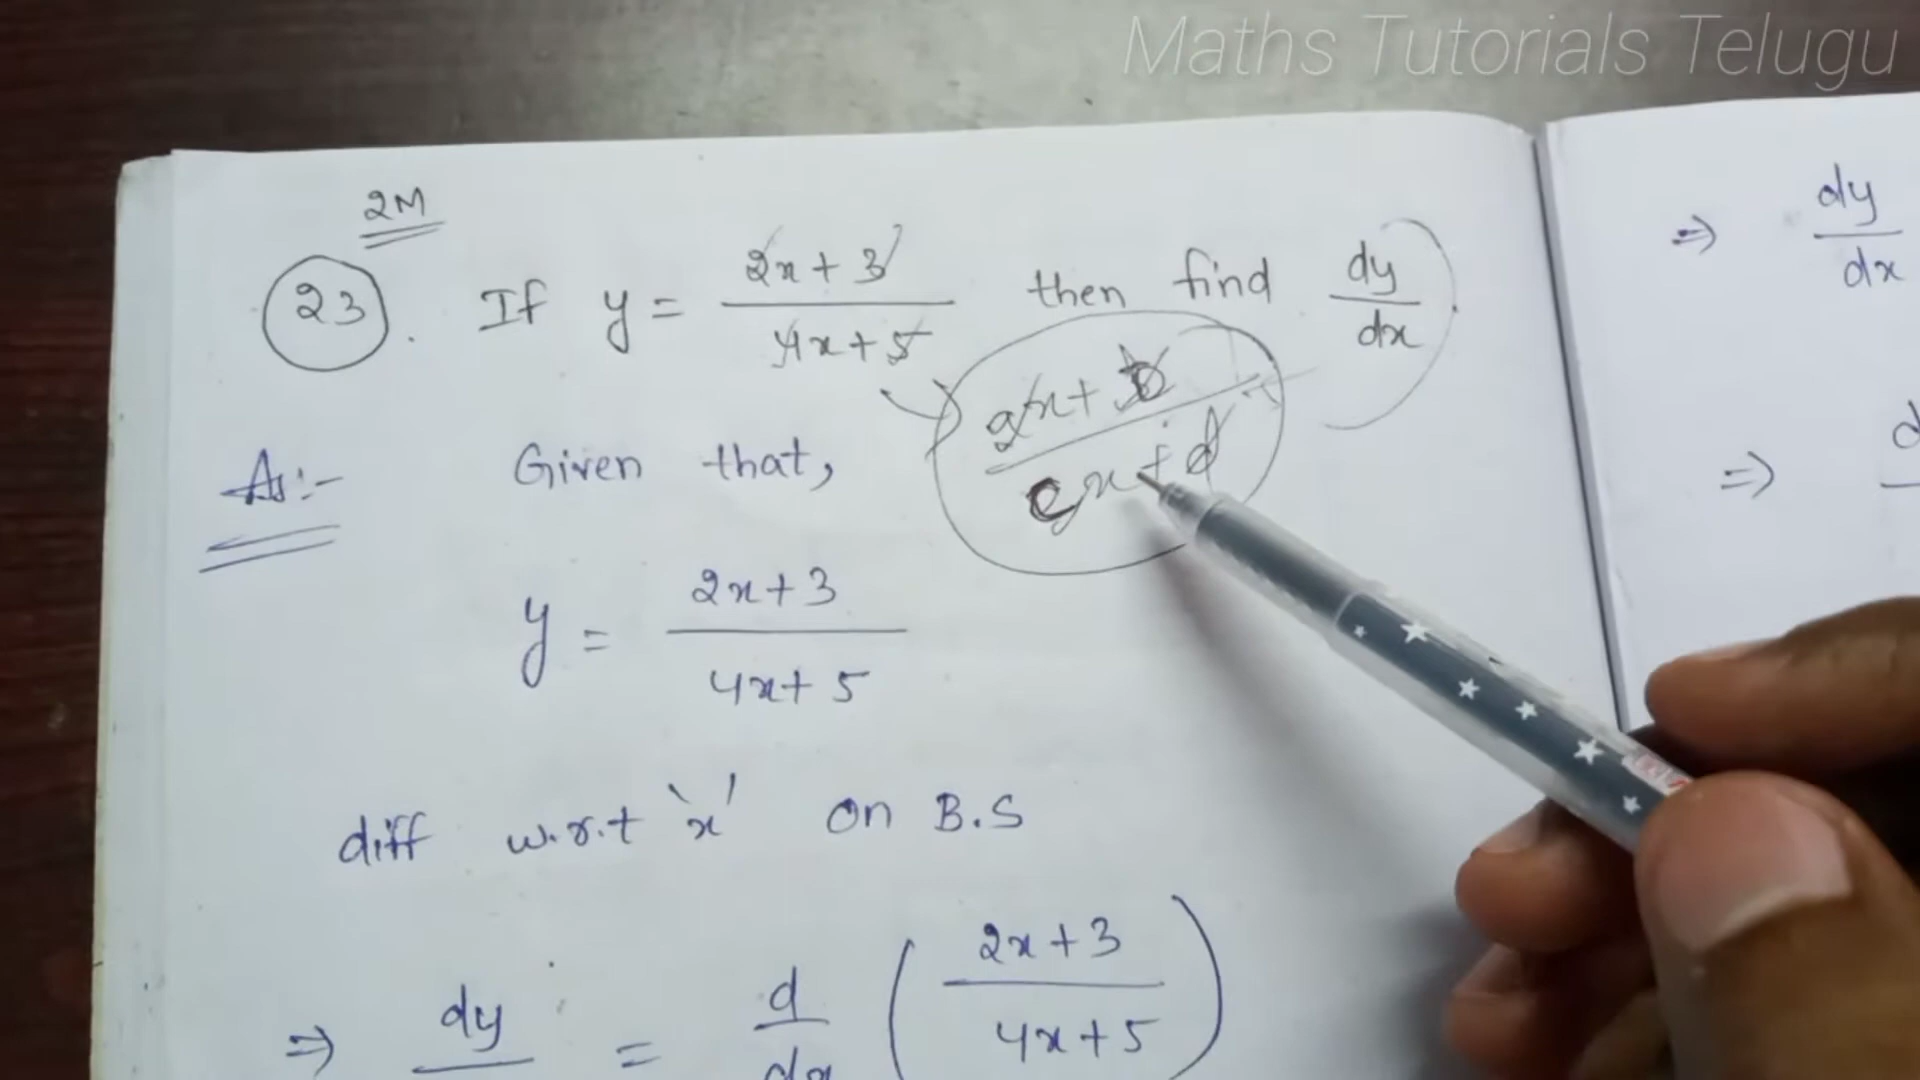 Maths Tutorials Telugu
2M
23. If y = (2x+3)/(4x+5) then find dy/dx.
(ax+b)/(cx+d)
As:- Given that,
y = (2x+3)/(4x+5)
diff w.r.t 'x' on B.S
⇒ dy/ = d/dx ((2x+3)/(4x+5))
⇒ dy/dx
⇒ d